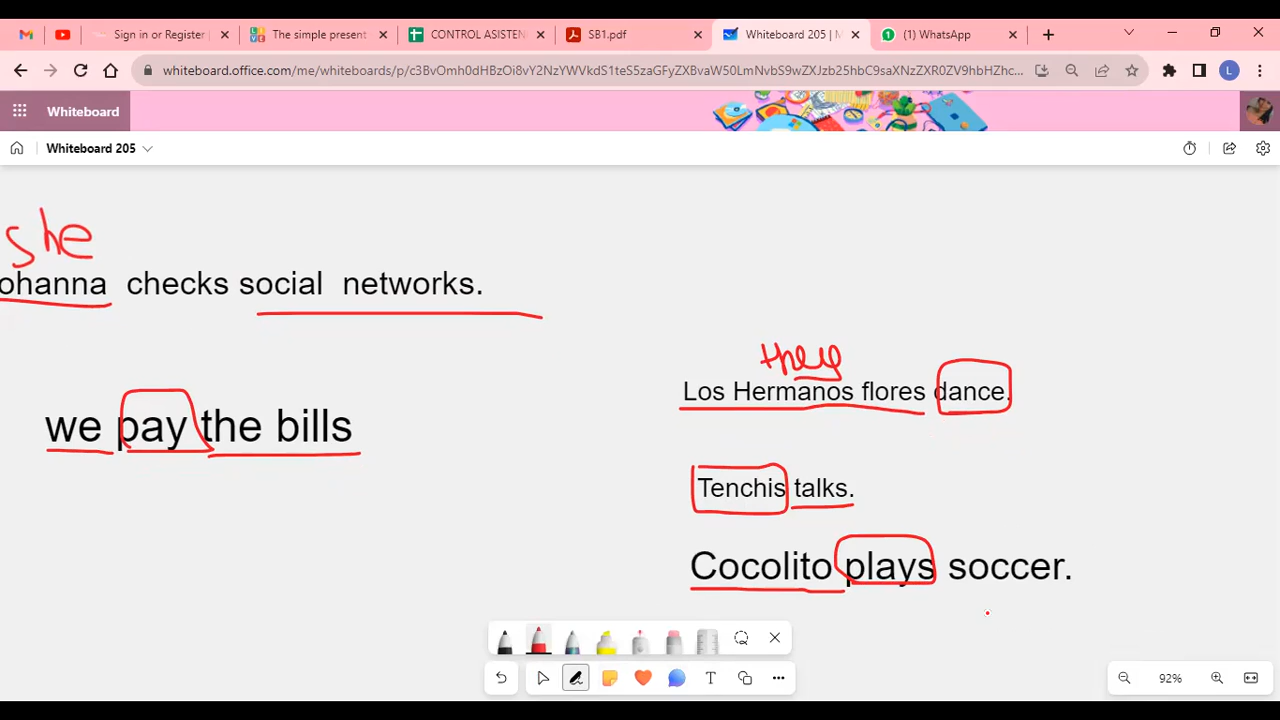 Sign in or Register
The simple present
CONTROL ASISTEN
SB1.pdf
Whiteboard 205 | M
(1) WhatsApp
whiteboard.office.com/me/whiteboards/p/c3BvOmh0dHBzOi8vY2NzYWVkdS1teS5zaGFyZXBvaW50LmNvbS9wZXJzb25hbC9saXNzZXR0ZV9hbHZhc...
L
Whiteboard
Whiteboard 205
she
ohanna checks social networks.
they
Los Hermanos flores dance.
we pay the bills
Tenchis talks.
Cocolito plays soccer.
92%